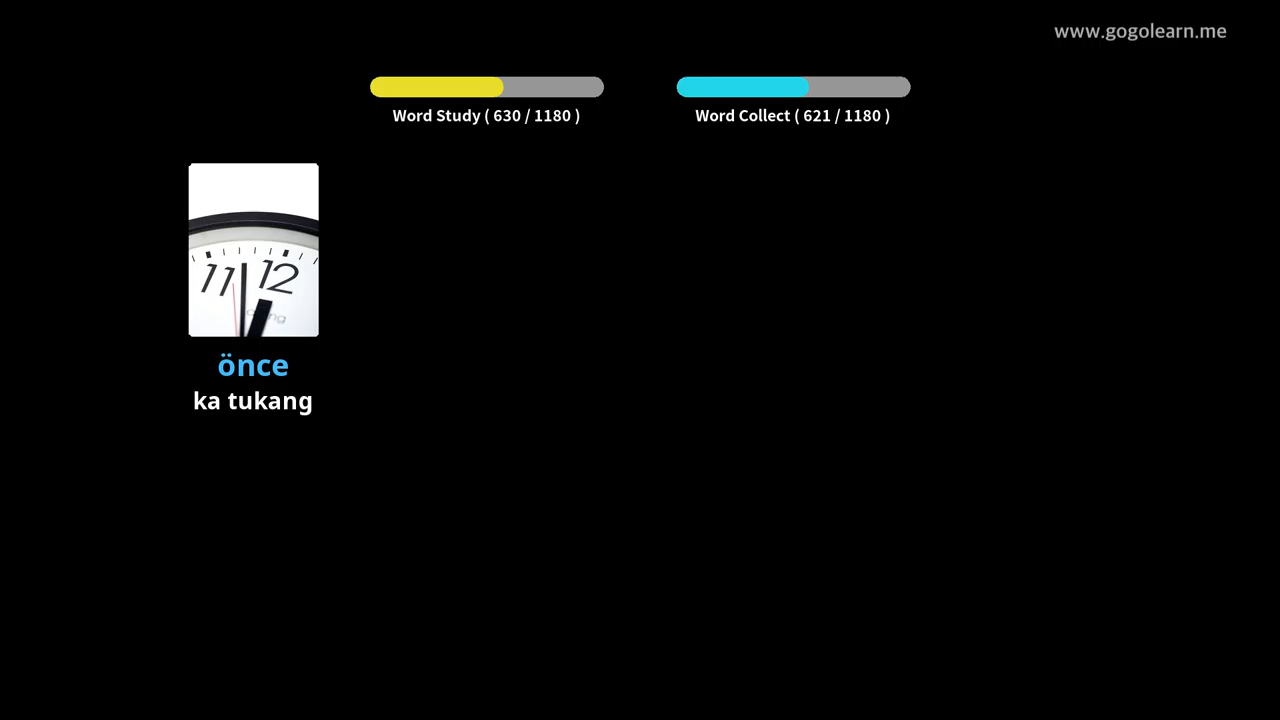 www.gogolearn.me
Word Study ( 630 / 1180 )
Word Collect ( 621 / 1180 )
11 12
önce
ka tukang